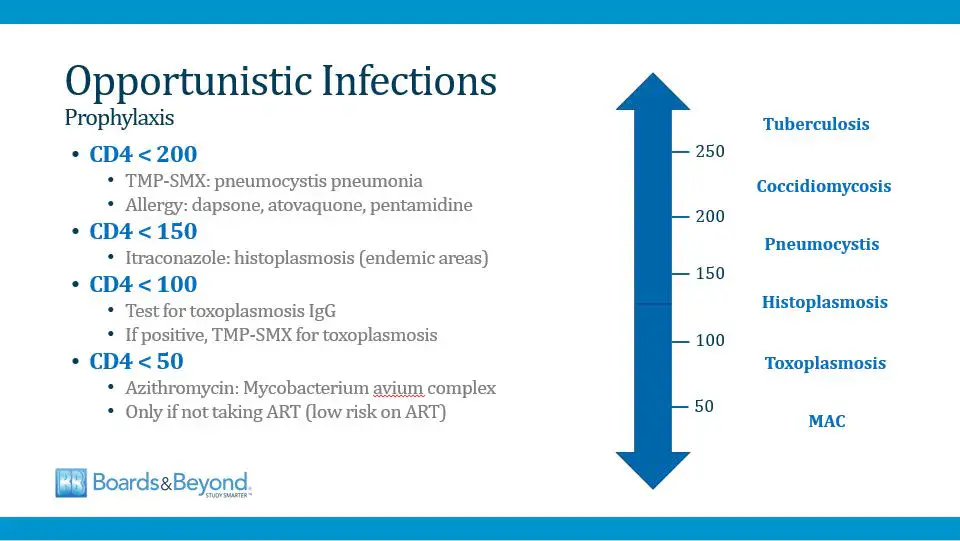 Opportunistic Infections
Prophylaxis
• CD4 < 200
• TMP-SMX: pneumocystis pneumonia
• Allergy: dapsone, atovaquone, pentamidine
• CD4 < 150
• Itraconazole: histoplasmosis (endemic areas)
• CD4 < 100
• Test for toxoplasmosis IgG
• If positive, TMP-SMX for toxoplasmosis
• CD4 < 50
• Azithromycin: Mycobacterium avium complex
• Only if not taking ART (low risk on ART)
Tuberculosis
250
Coccidiomycosis
200
Pneumocystis
150
Histoplasmosis
100
Toxoplasmosis
50
MAC
BB Boards&Beyond.
STUDY SMARTER™